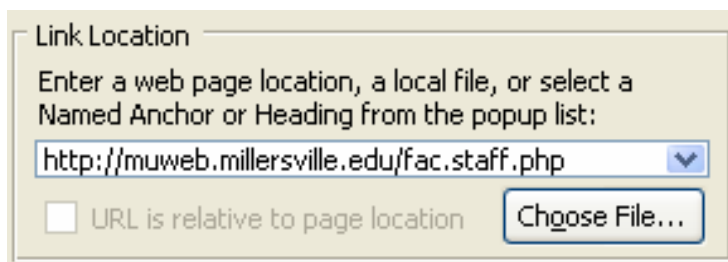 Link Location
Enter a web page location, a local file, or select a
Named Anchor or Heading from the popup list:
http://muweb.millersville.edu/fac.staff.php
URL is relative to page location
Choose File...